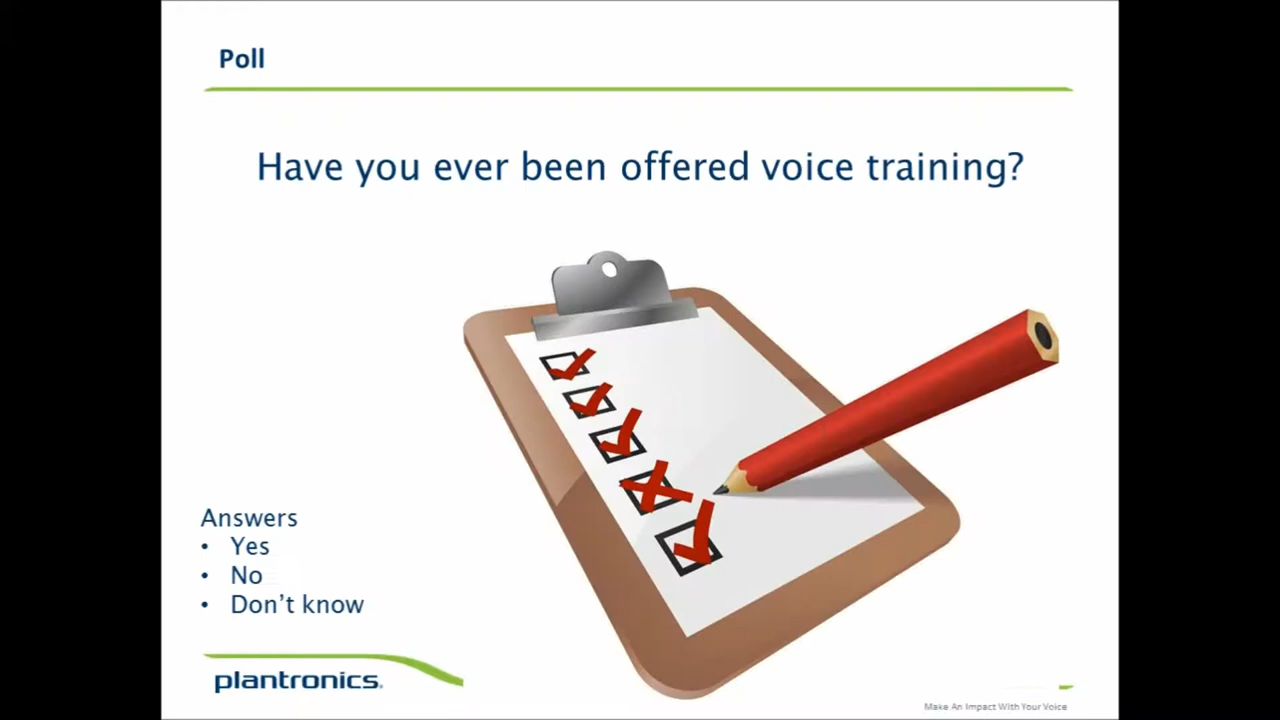 Poll
Have you ever been offered voice training?
Answers
• Yes
• No
• Don't know
plantronics.
Make An Impact With Your Voice